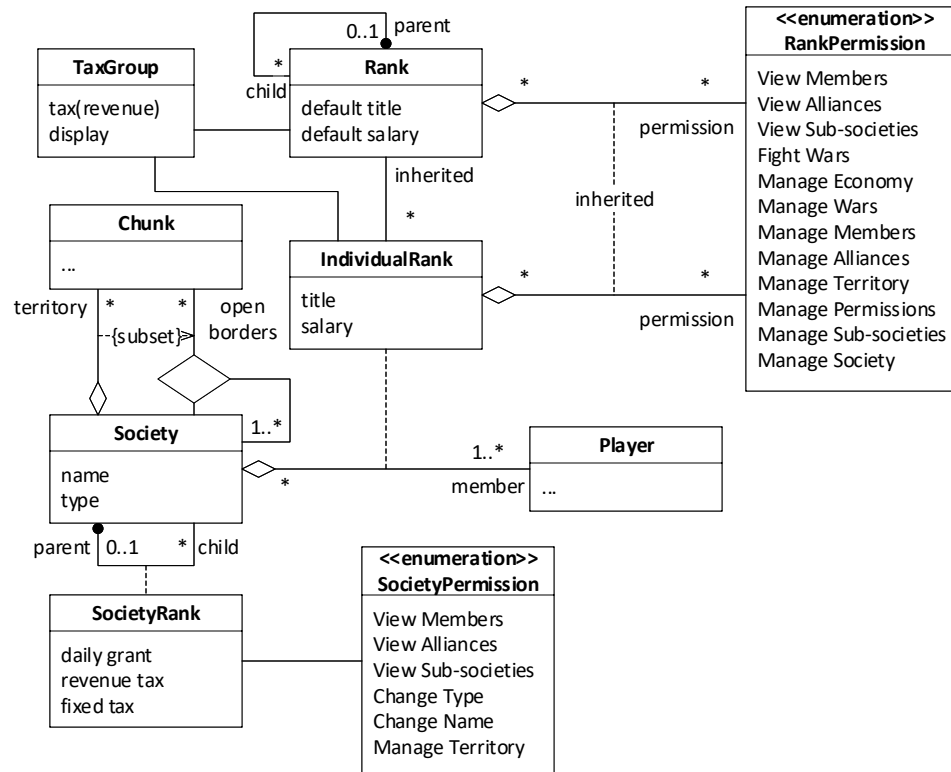 0..1
parent
*
child
TaxGroup
tax(revenue)
display
Rank
default title
default salary
*
*
permission
<<enumeration>>
RankPermission
View Members
View Alliances
View Sub-societies
Fight Wars
Manage Economy
Manage Wars
Manage Members
Manage Alliances
Manage Territory
Manage Permissions
Manage Sub-societies
Manage Society
inherited
*
inherited
Chunk
...
IndividualRank
title
salary
*
*
permission
territory
*
*
open
borders
{subset}
1..*
Society
name
type
*
1..*
member
Player
...
parent
0..1
*
child
SocietyRank
daily grant
revenue tax
fixed tax
<<enumeration>>
SocietyPermission
View Members
View Alliances
View Sub-societies
Change Type
Change Name
Manage Territory